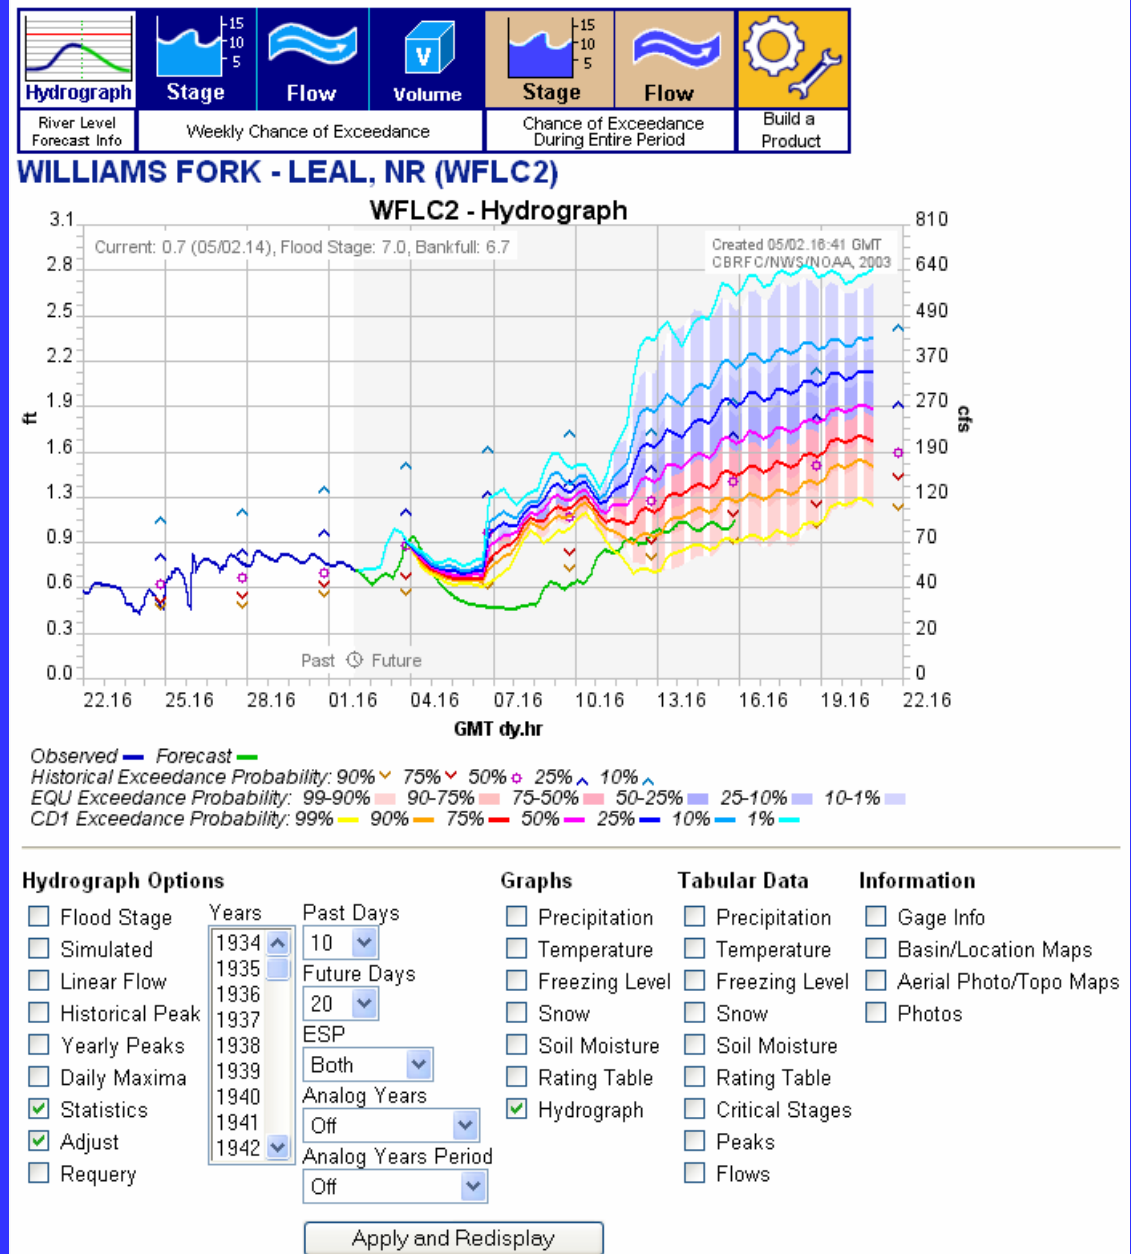 15
10
5
V
15
10
5
Hydrograph Stage Flow Volume Stage Flow
River Level
Forecast Info
Weekly Chance of Exceedance
Chance of Exceedance
During Entire Period
Build a
Product
WILLIAMS FORK - LEAL, NR (WFLC2)
WFLC2 - Hydrograph
Current: 0.7 (05/02.14), Flood Stage: 7.0, Bankfull: 6.7
Created 05/02.16:41 GMT
CBRFC/NWS/NOAA, 2003
3.1 810
2.8 640
2.5 490
2.2 370
1.9 270
ft cfs
1.6 190
1.3 120
0.9 70
0.6 40
0.3 20
Past Future
0.0 0
22.16 25.16 28.16 01.16 04.16 07.16 10.16 13.16 16.16 19.16 22.16
GMT dy.hr
Observed Forecast
Historical Exceedance Probability: 90% 75% 50% 25% 10%
EQU Exceedance Probability: 99-90% 90-75% 75-50% 50-25% 25-10% 10-1%
CD1 Exceedance Probability: 99% 90% 75% 50% 25% 10% 1%
Hydrograph Options
Flood Stage
Simulated
Linear Flow
Historical Peak
Yearly Peaks
Daily Maxima
Statistics
Adjust
Requery
Years
1934
1935
1936
1937
1938
1939
1940
1941
1942
Past Days
10
Future Days
20
ESP
Both
Analog Years
Off
Analog Years Period
Off
Apply and Redisplay
Graphs
Precipitation
Temperature
Freezing Level
Snow
Soil Moisture
Rating Table
Hydrograph
Tabular Data
Precipitation
Temperature
Freezing Level
Snow
Soil Moisture
Rating Table
Critical Stages
Peaks
Flows
Information
Gage Info
Basin/Location Maps
Aerial Photo/Topo Maps
Photos